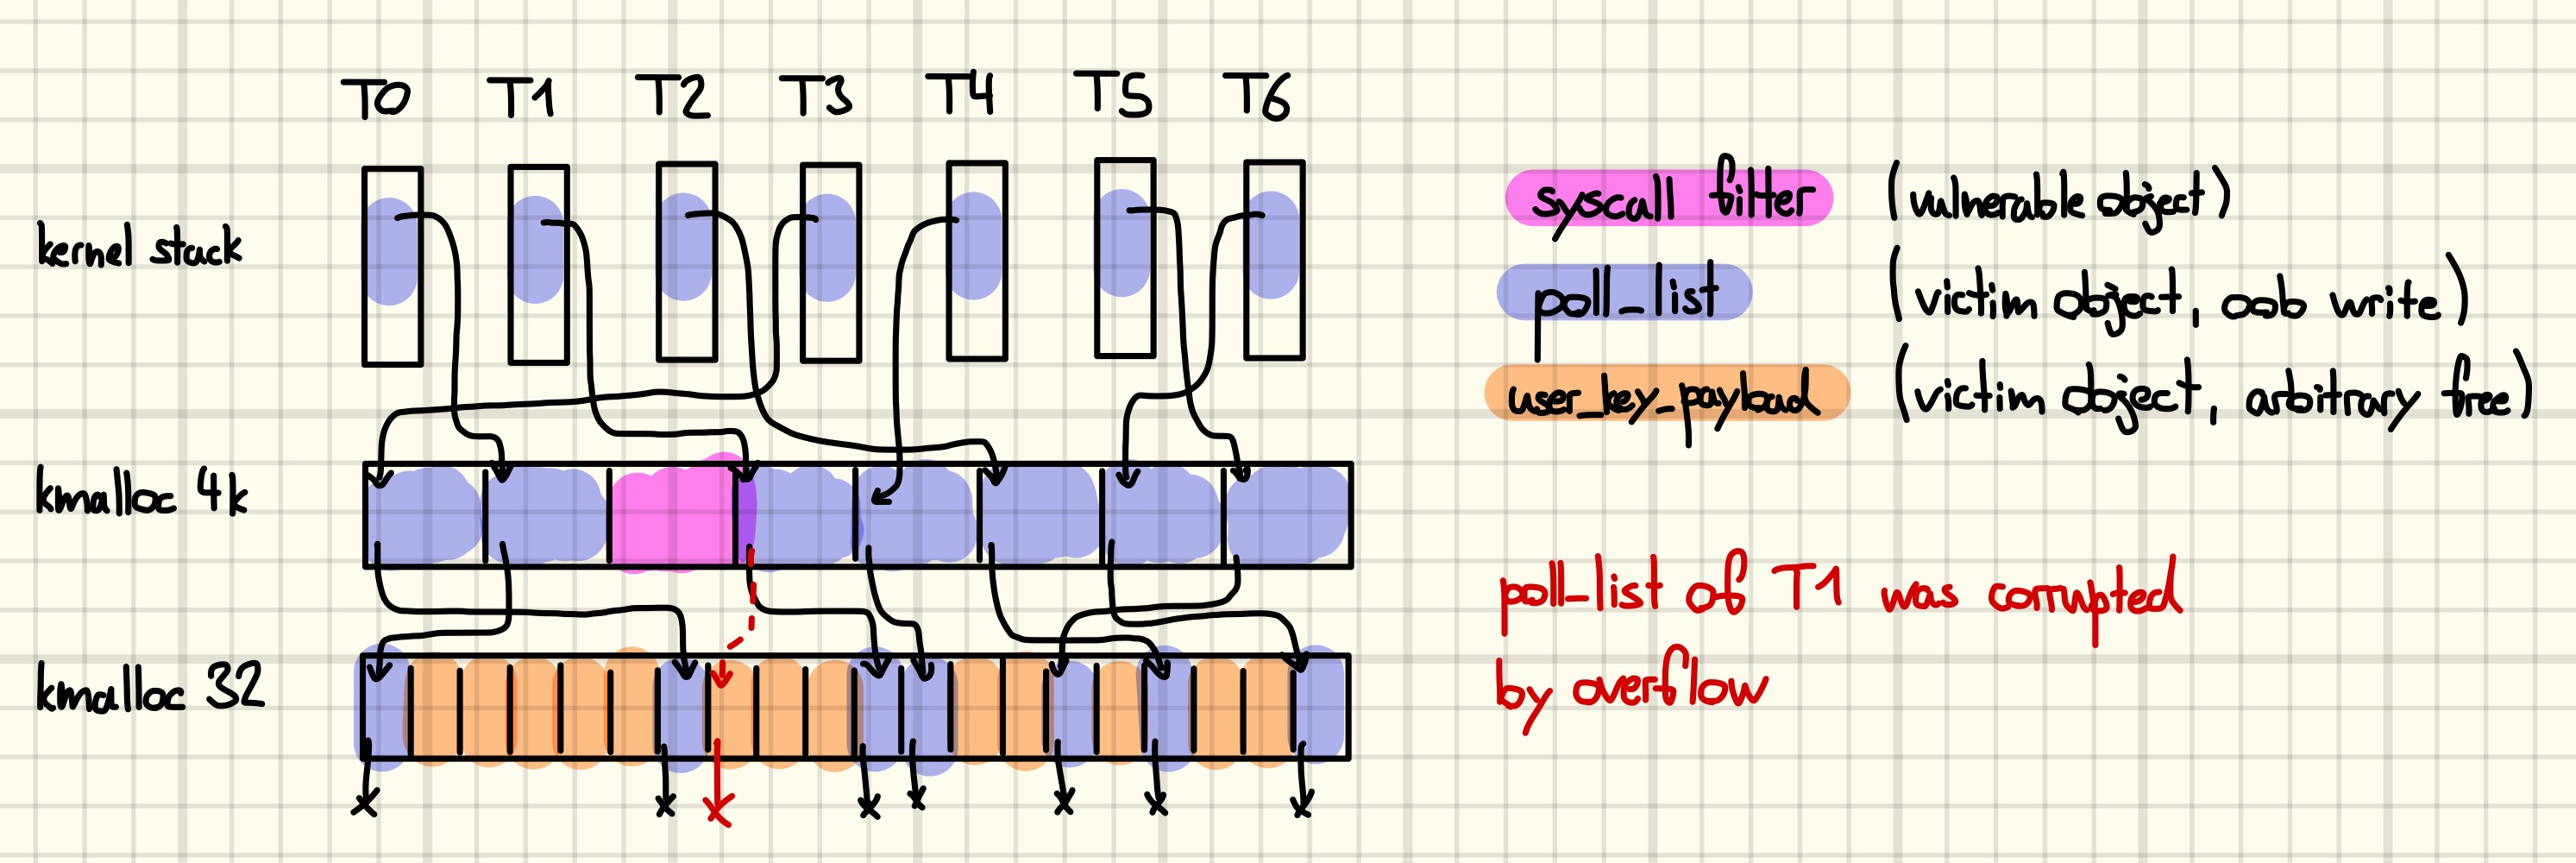 T0 T1 T2 T3 T4 T5 T6
kernel stack
kmalloc 4k
kmalloc 32
syscall filter (vulnerable object)
poll_list (victim object, oob write)
user_key_payload (victim object, arbitrary free)
poll_list of T1 was corrupted
by overflow